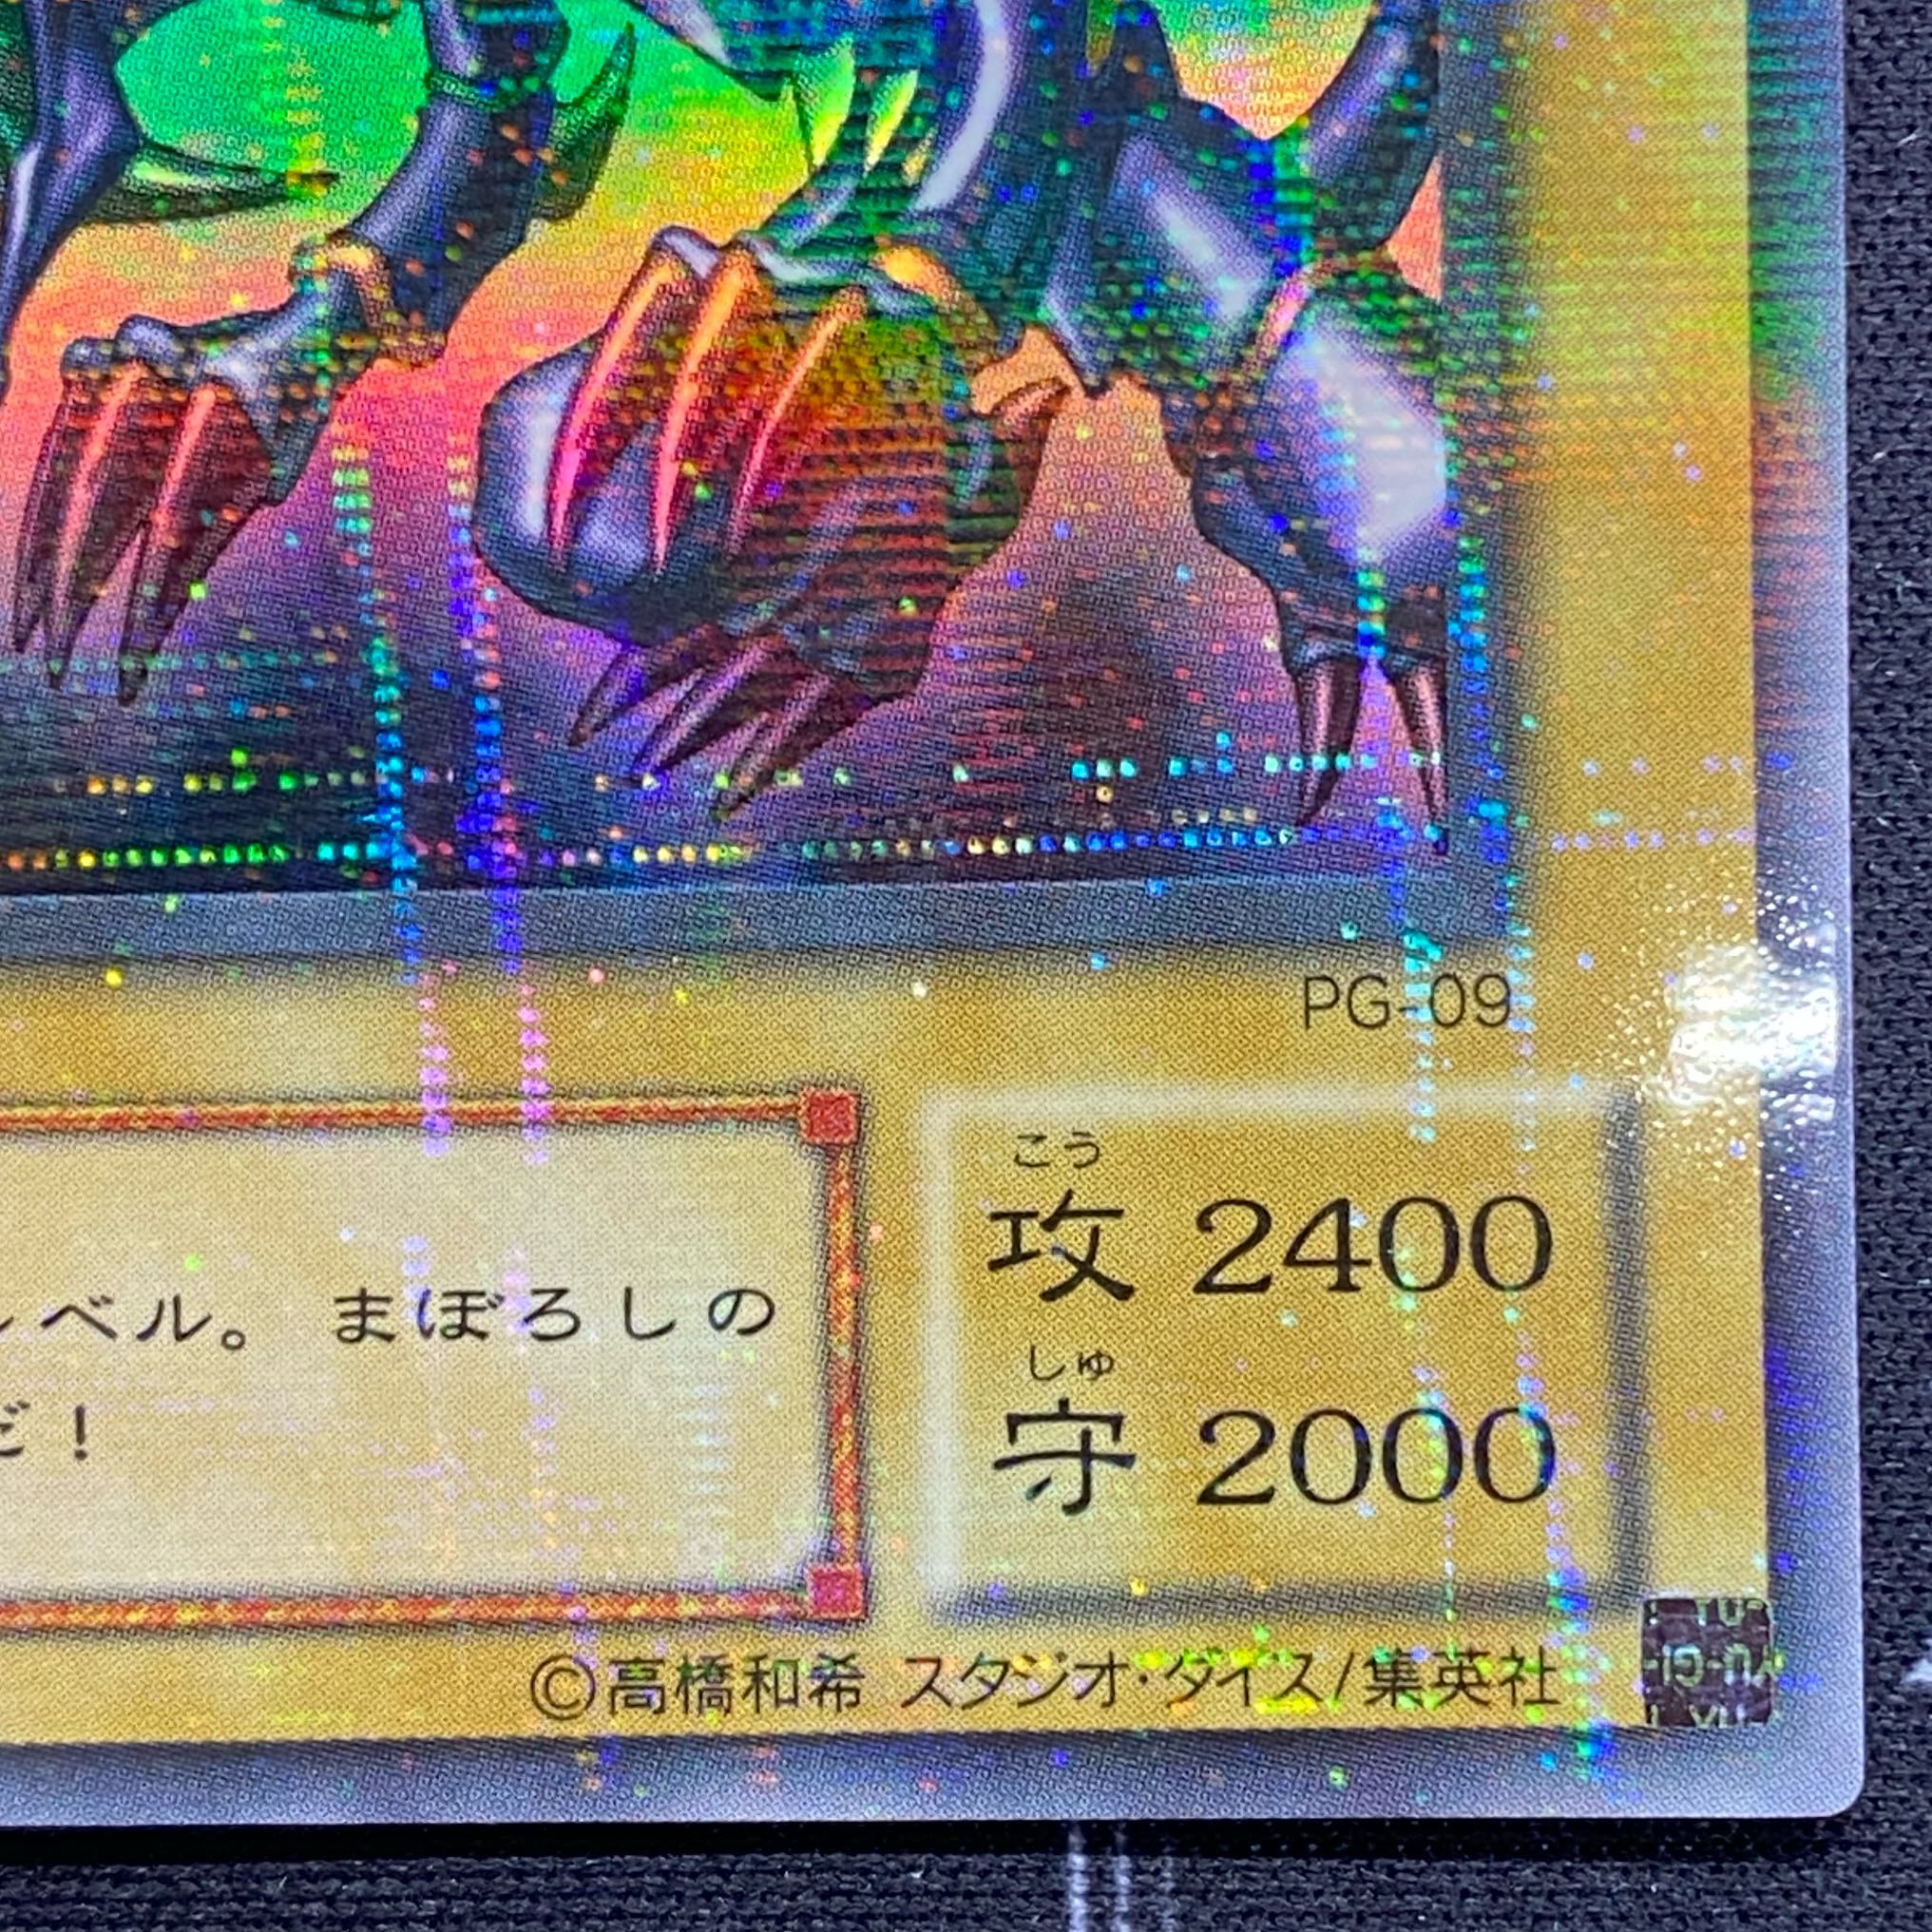 PG-09
こう
攻 2400
ベル。 まぼろしの
しゅ
守 2000
だ！
©高橋和希 スタジオ・ダイス/集英社